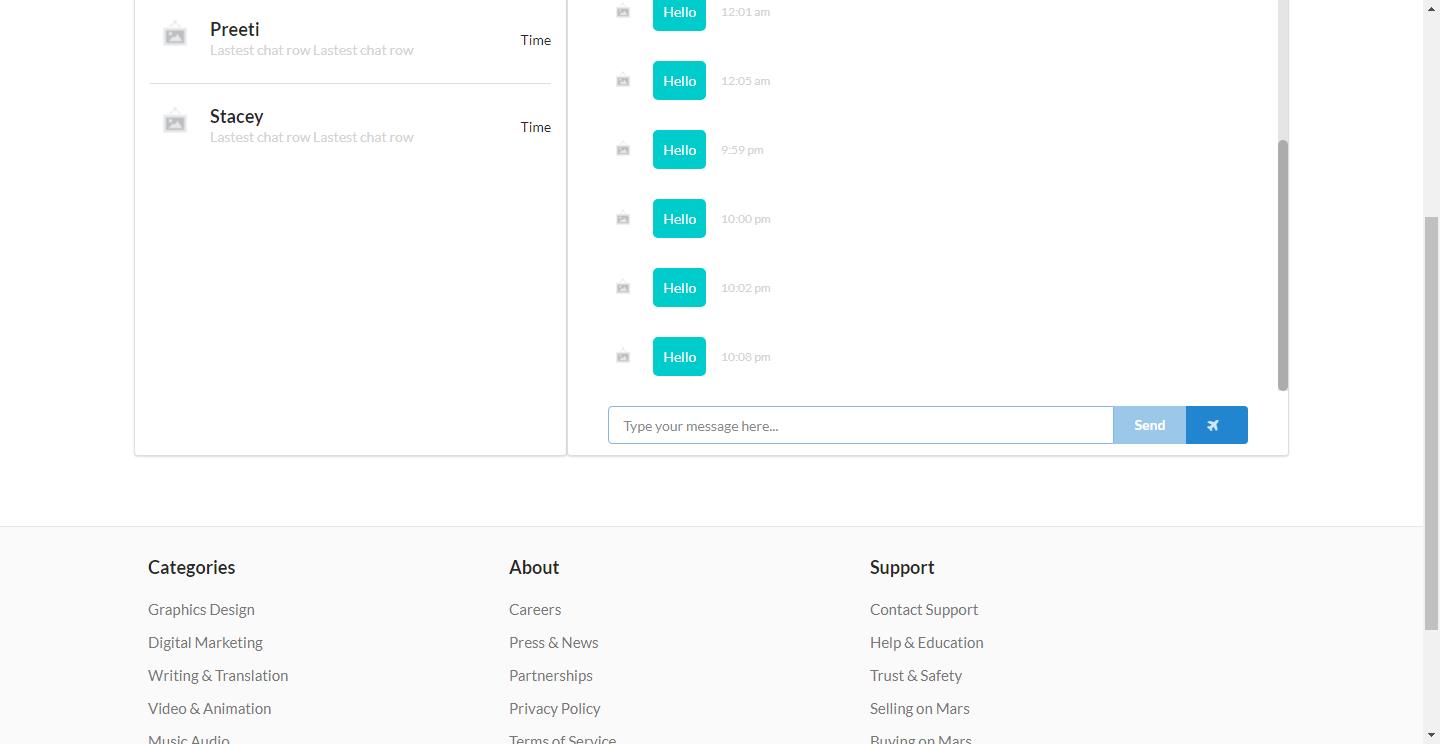 Preeti
Lastest chat row Lastest chat row
Time
Stacey
Lastest chat row Lastest chat row
Time
Hello 12:01 am
Hello 12:05 am
Hello 9:59 pm
Hello 10:00 pm
Hello 10:02 pm
Hello 10:08 pm
Type your message here... Send
Categories
Graphics Design
Digital Marketing
Writing & Translation
Video & Animation
Music Audio
About
Careers
Press & News
Partnerships
Privacy Policy
Terms of Service
Support
Contact Support
Help & Education
Trust & Safety
Selling on Mars
Buying on Mars